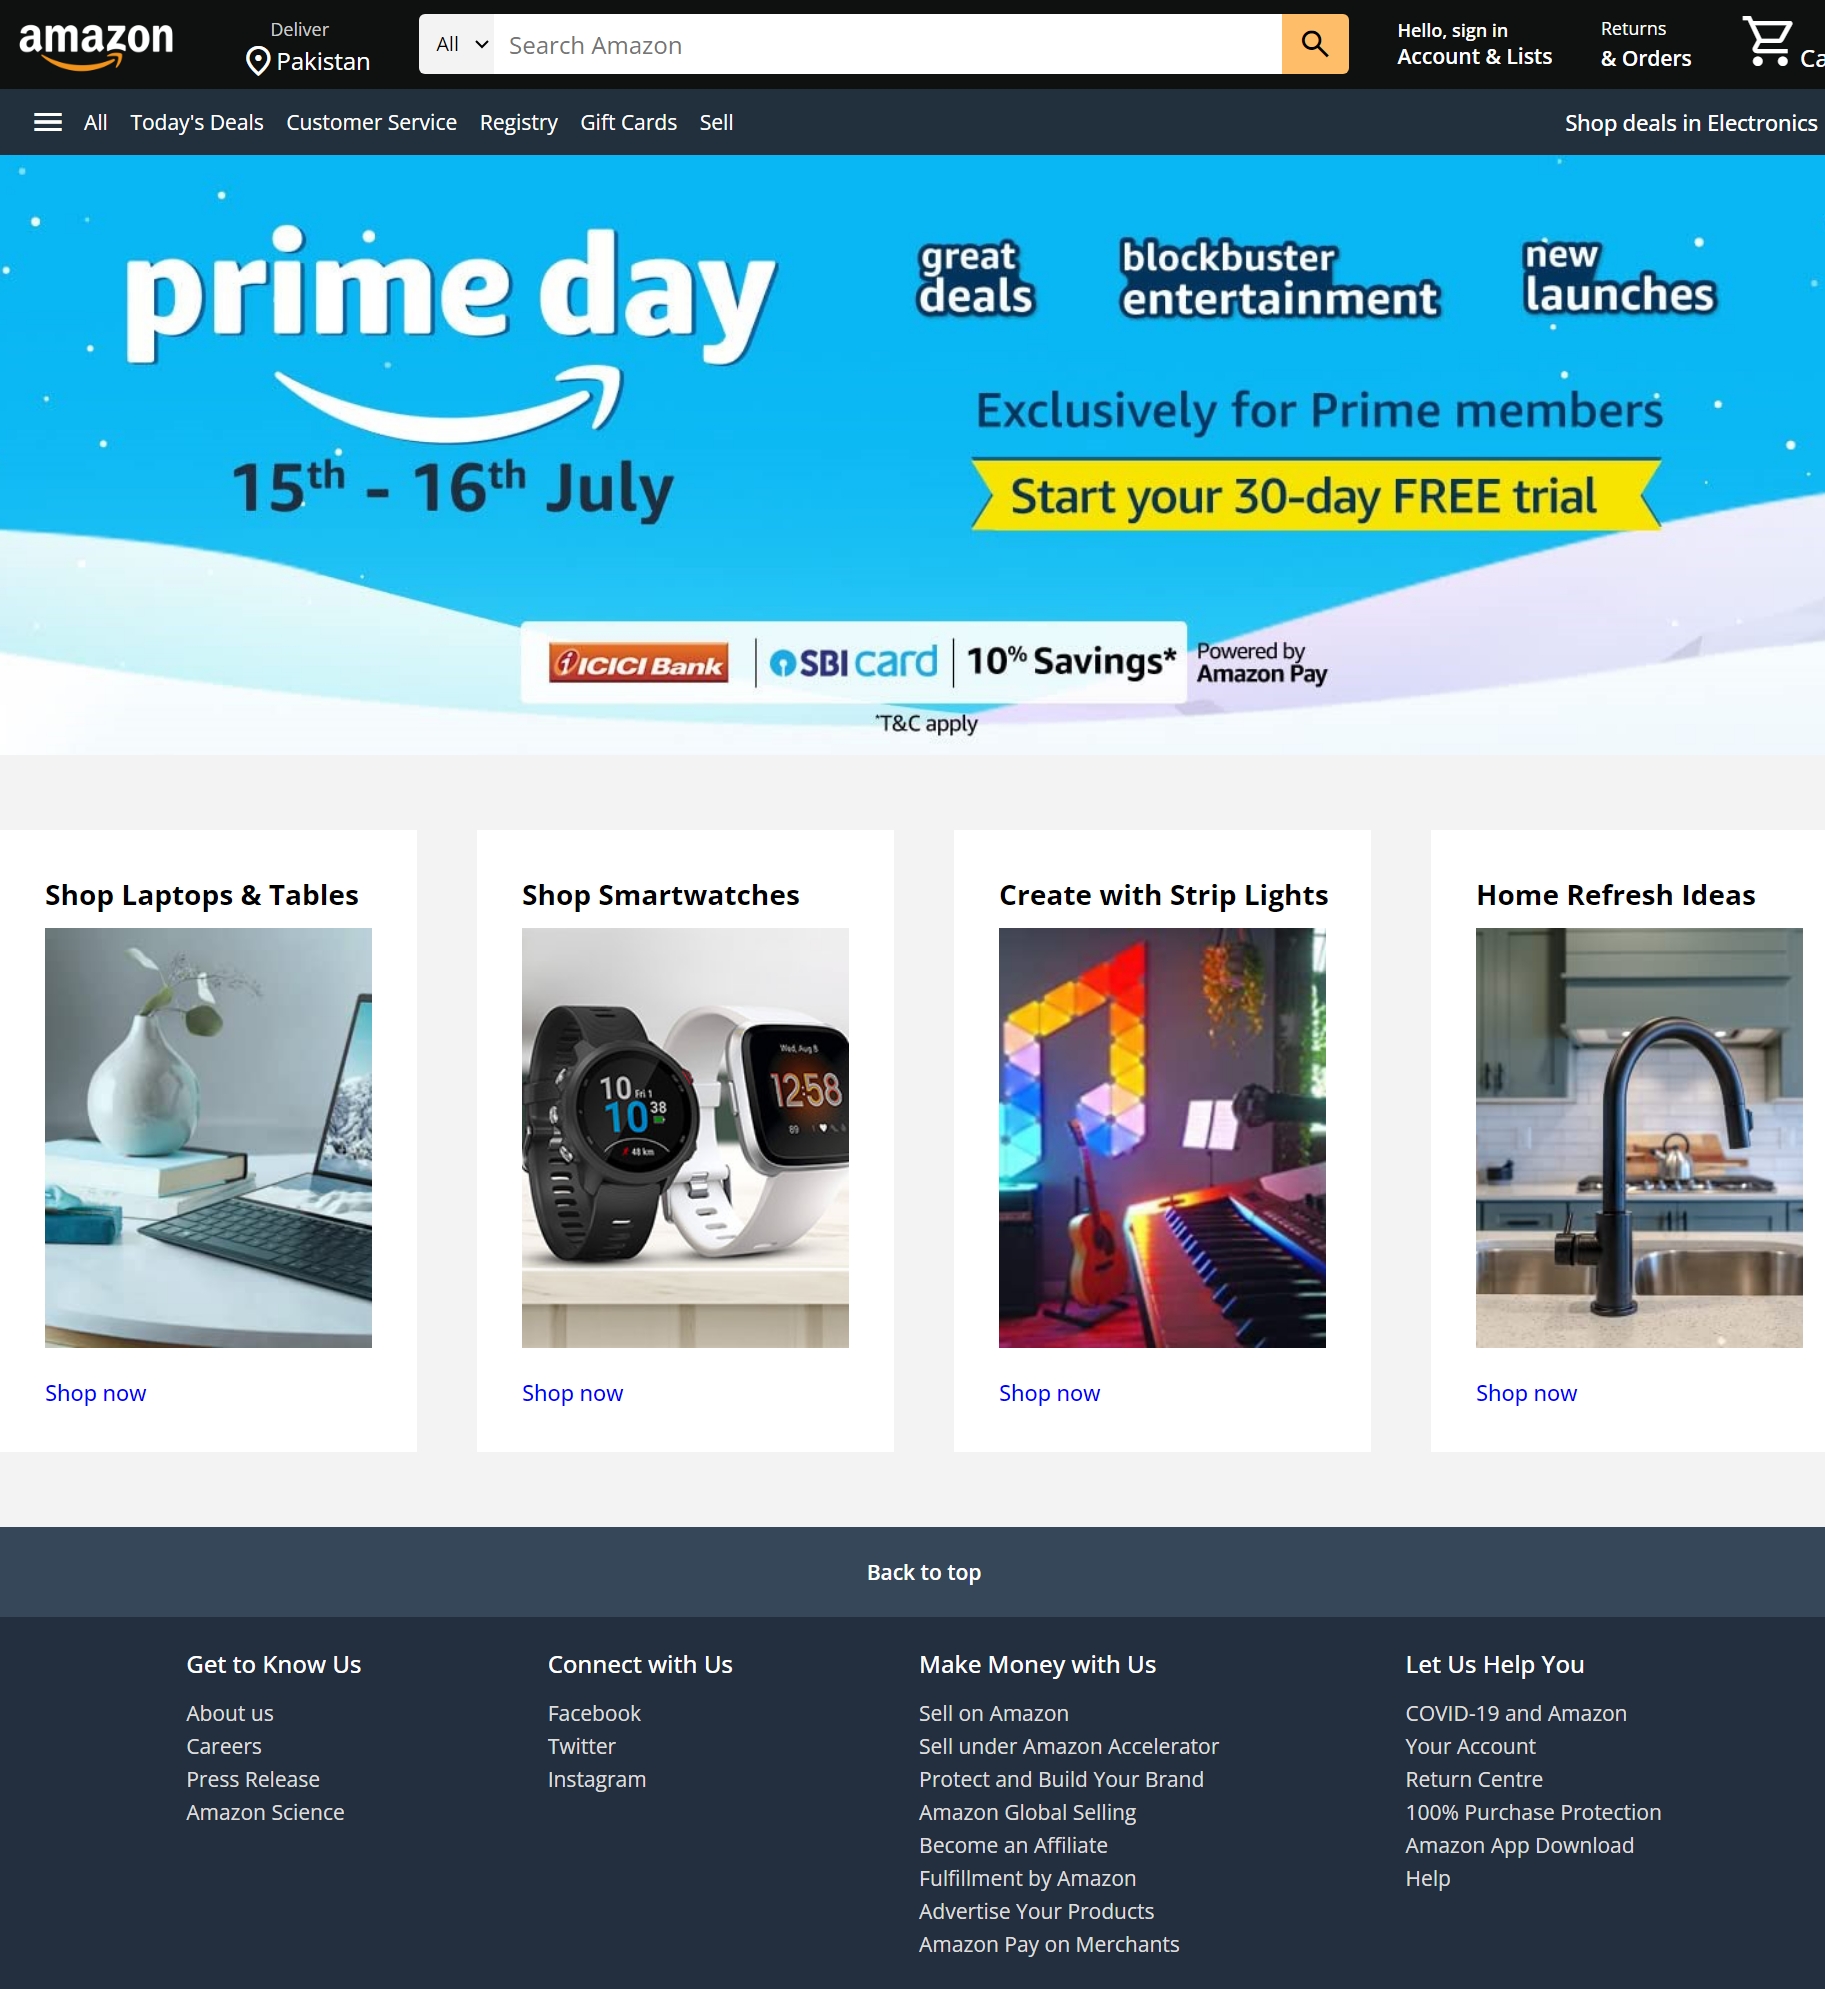 amazon
Deliver
Pakistan
All
Search Amazon
Hello, sign in
Account & Lists
Returns
& Orders
Ca
All Today's Deals Customer Service Registry Gift Cards Sell
Shop deals in Electronics
prime day
15th - 16th July
great
deals
blockbuster
entertainment
new
launches
Exclusively for Prime members
Start your 30-day FREE trial
ICICI Bank
SBI card
10% Savings*
Powered by
Amazon Pay
*T&C apply
Shop Laptops & Tables
Shop now
Shop Smartwatches
10 Fri 1
10 38
48 km
Wed, Aug 8
12:58
89
Shop now
Create with Strip Lights
Shop now
Home Refresh Ideas
Shop now
Back to top
Get to Know Us
About us
Careers
Press Release
Amazon Science
Connect with Us
Facebook
Twitter
Instagram
Make Money with Us
Sell on Amazon
Sell under Amazon Accelerator
Protect and Build Your Brand
Amazon Global Selling
Become an Affiliate
Fulfillment by Amazon
Advertise Your Products
Amazon Pay on Merchants
Let Us Help You
COVID-19 and Amazon
Your Account
Return Centre
100% Purchase Protection
Amazon App Download
Help